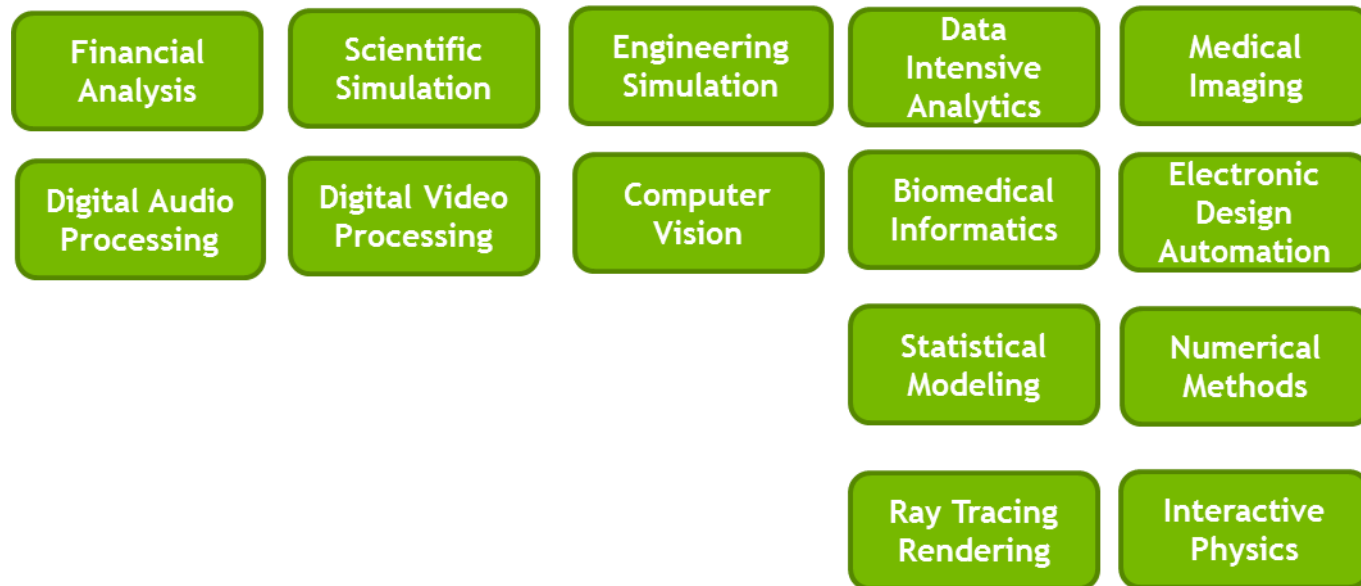 Financial
Analysis
Scientific
Simulation
Engineering
Simulation
Data
Intensive
Analytics
Medical
Imaging
Digital Audio
Processing
Digital Video
Processing
Computer
Vision
Biomedical
Informatics
Electronic
Design
Automation
Statistical
Modeling
Numerical
Methods
Ray Tracing
Rendering
Interactive
Physics